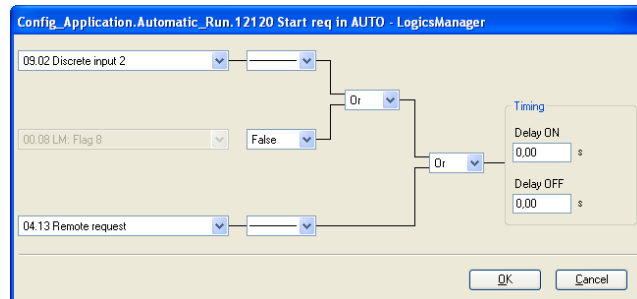 Config_Application.Automatic_Run.12120 Start req in AUTO - LogicsManager
09.02 Discrete input 2
Or
Timing
00.08 LM: Flag 8
False
Delay ON
0,00 s
Or
Delay OFF
0,00 s
04.13 Remote request
OK Cancel